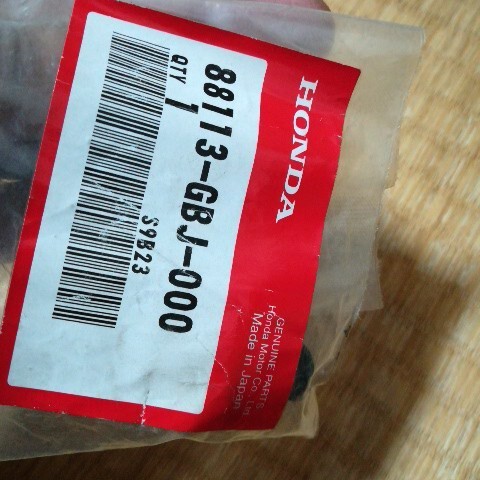 HONDA
88113-GBJ-000
QTY 1
S9B23
GENUINE PARTS
Honda Motor Co., Ltd.
Made in Japan